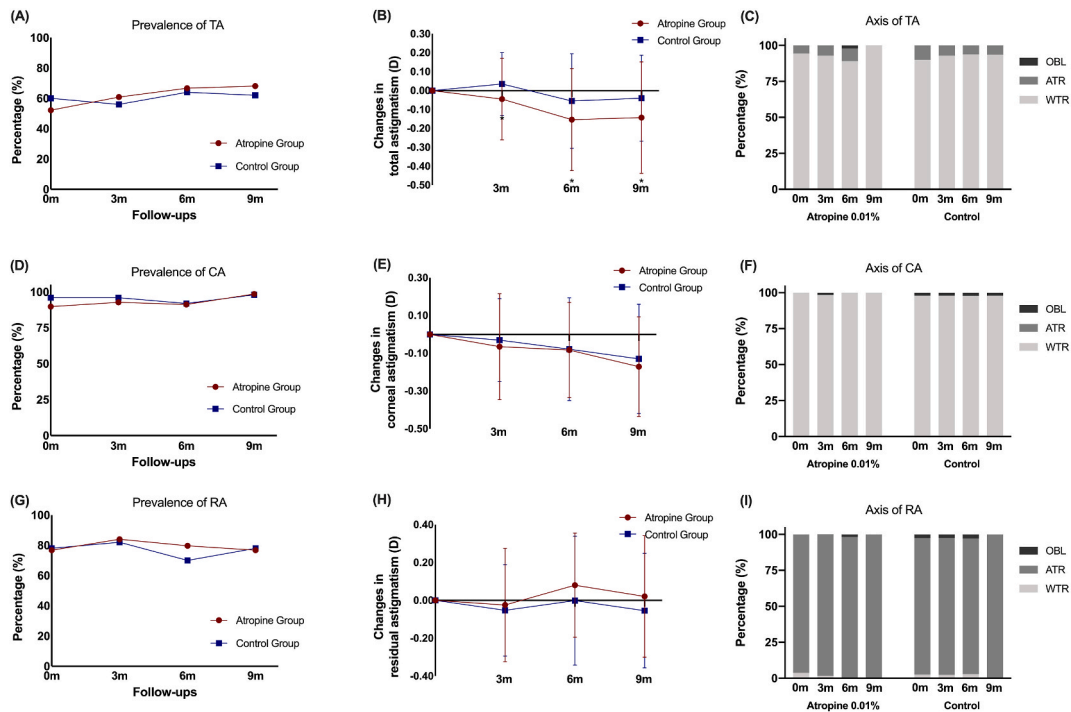 (A)
Prevalence of TA
Percentage (%)
100
80
60
40
20
0
0m 3m 6m 9m
Follow-ups
Atropine Group
Control Group
(B)
Changes in
total astigmatism (D)
0.30
0.20
0.10
0.00
-0.10
-0.20
-0.30
-0.40
-0.50
*
* *
3m 6m 9m
Atropine Group
Control Group
(C)
Axis of TA
Percentage (%)
100
75
50
25
0
0m 3m 6m 9m 0m 3m 6m 9m
Atropine 0.01% Control
OBL
ATR
WTR
(D)
Prevalence of CA
Percentage (%)
100
75
50
25
0
0m 3m 6m 9m
Follow-ups
Atropine Group
Control Group
(E)
Changes in
corneal astigmatism (D)
0.30
0.10
-0.10
-0.30
-0.50
3m 6m 9m
Atropine Group
Control Group
(F)
Axis of CA
Percentage (%)
100
75
50
25
0
0m 3m 6m 9m 0m 3m 6m 9m
Atropine 0.01% Control
OBL
ATR
WTR
(G)
Prevalence of RA
Percentage (%)
100
80
60
40
20
0
0m 3m 6m 9m
Follow-ups
Atropine Group
Control Group
(H)
Changes in
residual astigmatism (D)
0.40
0.20
0.00
-0.20
-0.40
3m 6m 9m
Atropine Group
Control Group
(I)
Axis of RA
Percentage (%)
100
75
50
25
0
0m 3m 6m 9m 0m 3m 6m 9m
Atropine 0.01% Control
OBL
ATR
WTR